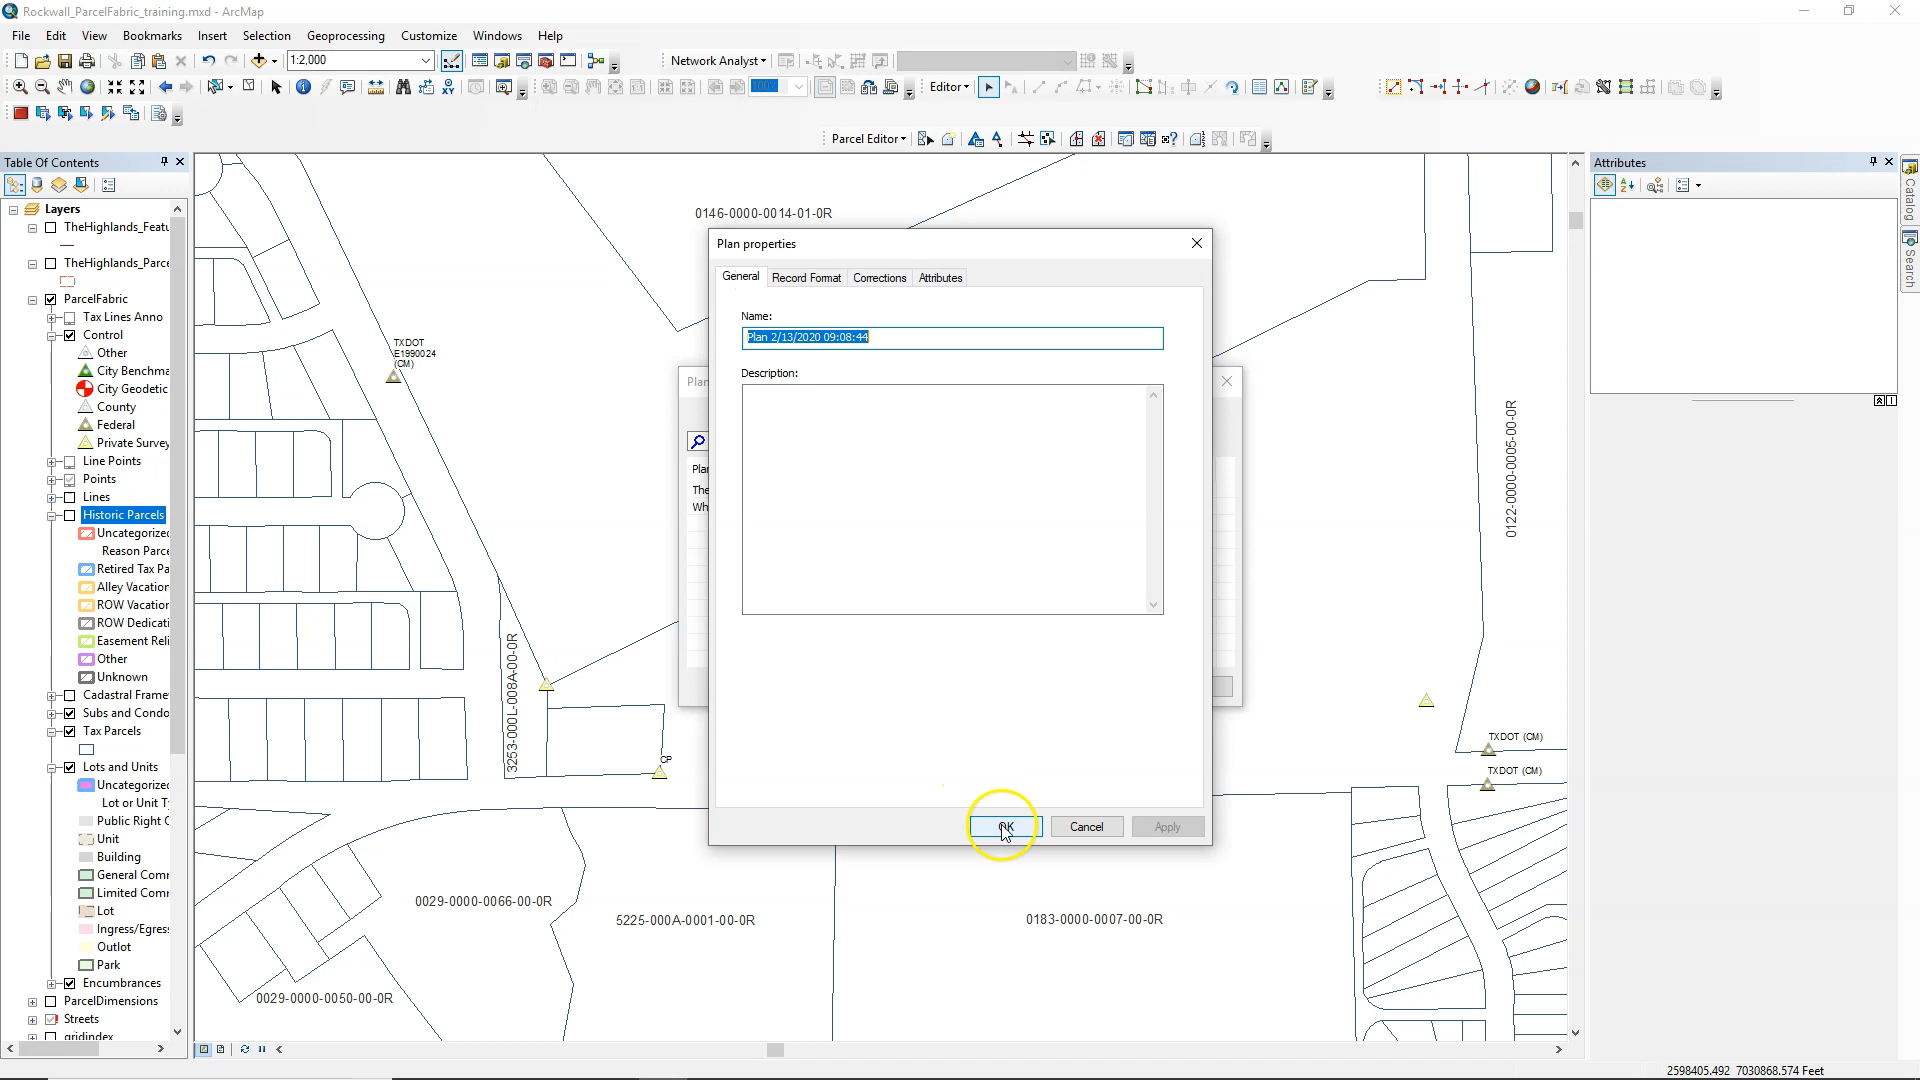 Rockwall_ParcelFabric_training.mxd - ArcMap
File Edit View Bookmarks Insert Selection Geoprocessing Customize Windows Help
1:2,000
Network Analyst
100%
Editor
Parcel Editor
Table Of Contents
Layers
TheHighlands_Featu
TheHighlands_Parce
ParcelFabric
Tax Lines Anno
Control
Other
City Benchma
City Geodetic
County
Federal
Private Survey
Line Points
Points
Lines
Historic Parcels
Uncategorized
Reason Parce
Retired Tax Pa
Alley Vacation
ROW Vacation
ROW Dedicati
Easement Reli
Other
Unknown
Cadastral Frame
Subs and Condo
Tax Parcels
Lots and Units
Uncategorized
Lot or Unit T
Public Right O
Unit
Building
General Comm
Limited Comm
Lot
Ingress/Egress
Outlot
Park
Encumbrances
ParcelDimensions
Streets
gridindex
0146-0000-0014-01-0R
TXDOT
E1990024
(CM)
3253-000L-008A-00-0R
CP
0122-0000-0005-00-0R
TXDOT (CM)
TXDOT (CM)
0029-0000-0066-00-0R
5225-000A-0001-00-0R
0183-0000-0007-00-0R
0029-0000-0050-00-0R
Plan
Plan
The
Wh
Plan properties
General Record Format Corrections Attributes
Name:
Plan 2/13/2020 09:08:44
Description:
OK Cancel Apply
Attributes
Catalog
Search
2598405.492 7030868.574 Feet